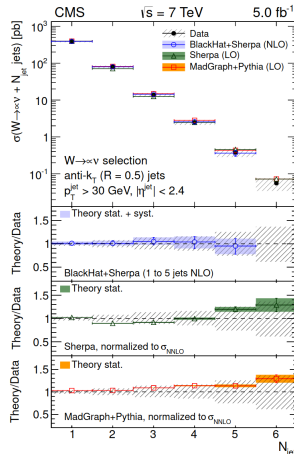 CMS √s = 7 TeV 5.0 fb⁻¹
σ(W→∝ν + N_jet jets) [pb]
10³
10²
10
1
10⁻¹
Data
BlackHat+Sherpa (NLO)
Sherpa (LO)
MadGraph+Pythia (LO)
W→∝ν selection
anti-k_T (R = 0.5) jets
p_T^jet > 30 GeV, |η^jet| < 2.4
Theory/Data
1.5
1
0.5
Theory stat. + syst.
BlackHat+Sherpa (1 to 5 jets NLO)
Theory/Data
1.5
1
0.5
Theory stat.
Sherpa, normalized to σ_NNLO
Theory/Data
1.5
1
0.5
Theory stat.
MadGraph+Pythia, normalized to σ_NNLO
1 2 3 4 5 6
N_je